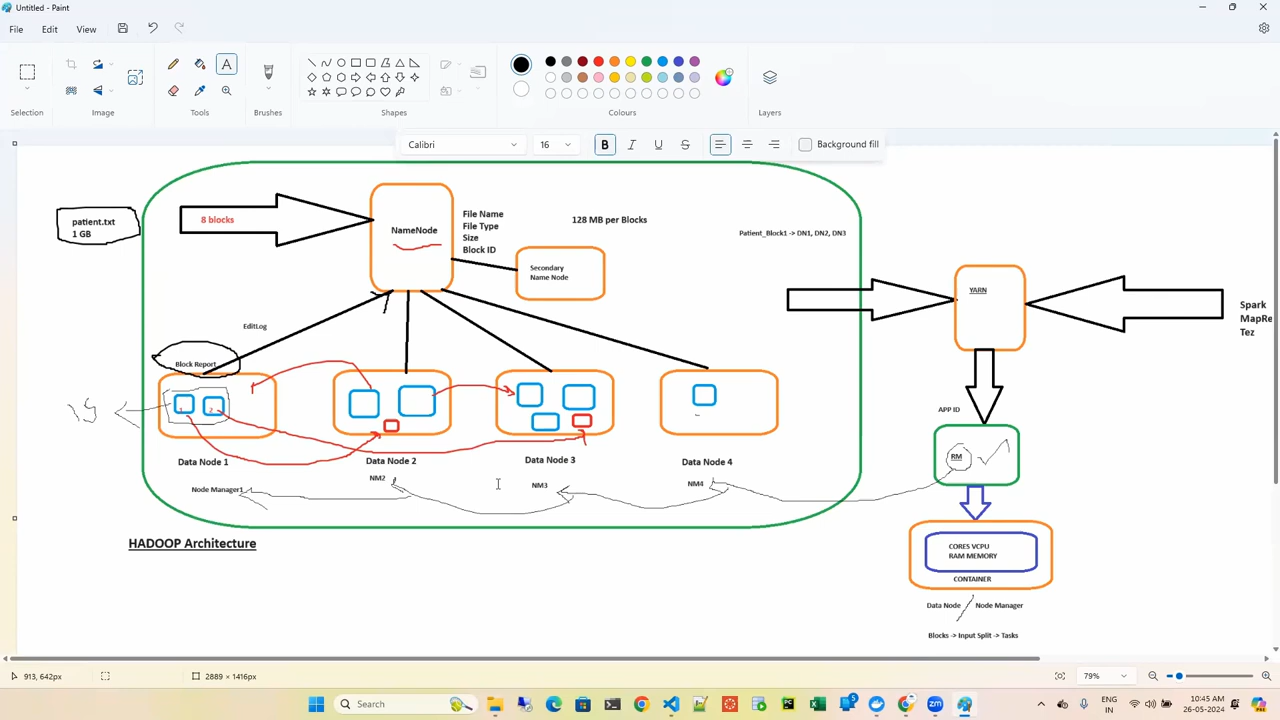 Untitled - Paint
File Edit View
Selection
Image
Tools
Brushes
Shapes
Colours
Layers
Calibri
16
B I U S
Background fill
patient.txt
1 GB
8 blocks
NameNode
File Name
File Type
Size
Block ID
128 MB per Blocks
Patient_Block1 -> DN1, DN2, DN3
Secondary
Name Node
YARN
Spark
MapRe
Tez
EditLog
Block Report
APP ID
RM
Data Node 1
Data Node 2
Data Node 3
Data Node 4
Node Manager1
NM2
NM3
NM4
HADOOP Architecture
CORES VCPU
RAM MEMORY
CONTAINER
Data Node / Node Manager
Blocks -> Input Split -> Tasks
913, 642px
2889 × 1416px
79%
Search
ENG
IN
10:45 AM
26-05-2024